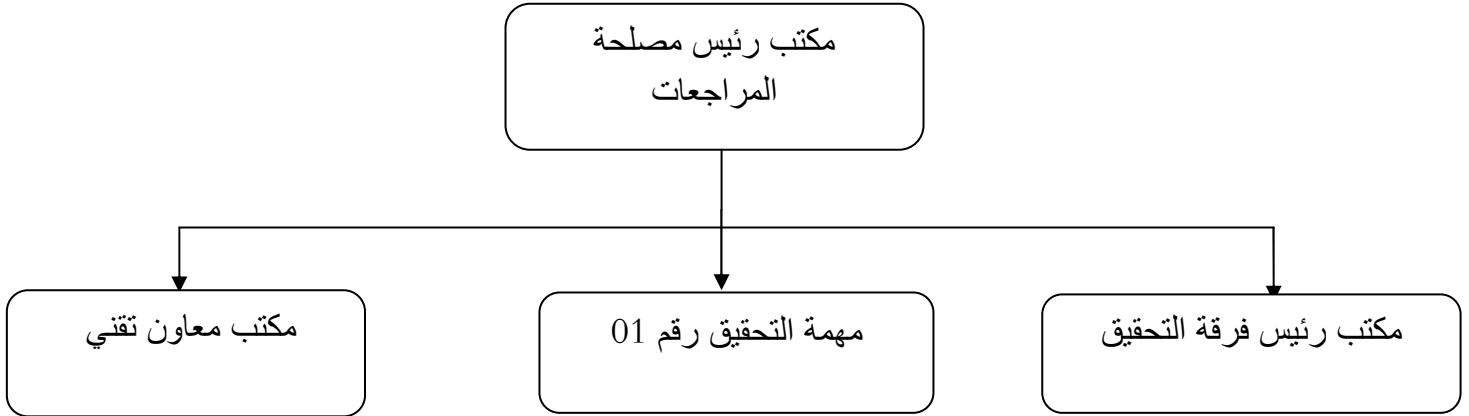 مكتب رئيس مصلحة
المراجعات
مكتب رئيس فرقة التحقيق
مهمة التحقيق رقم 01
مكتب معاون تقني